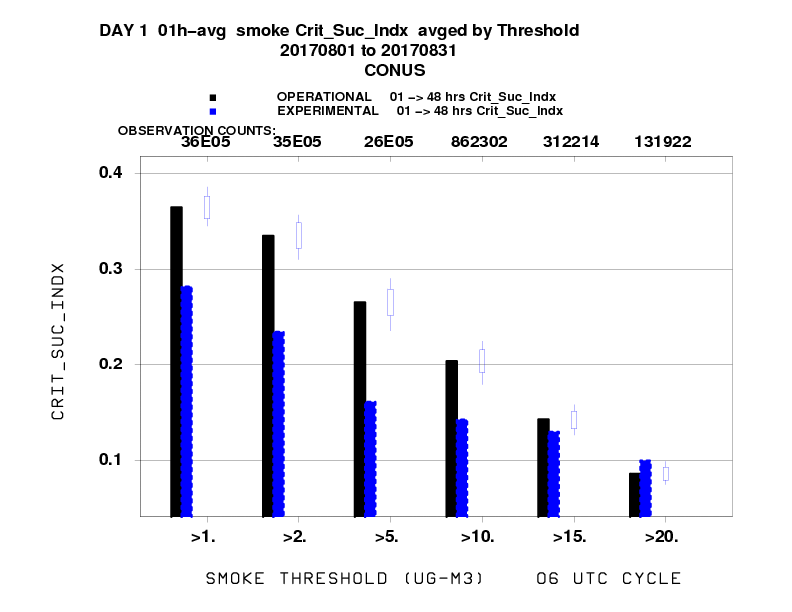 DAY 1  01h-avg  smoke Crit_Suc_Indx  avged by Threshold
20170801 to 20170831
CONUS
OPERATIONAL    01 -> 48 hrs Crit_Suc_Indx
EXPERIMENTAL    01 -> 48 hrs Crit_Suc_Indx
OBSERVATION COUNTS:
36E05 35E05 26E05 862302 312214 131922
0.4
0.3
0.2
0.1
CRIT_SUC_INDX
>1. >2. >5. >10. >15. >20.
SMOKE THRESHOLD (UG-M3)    06 UTC CYCLE